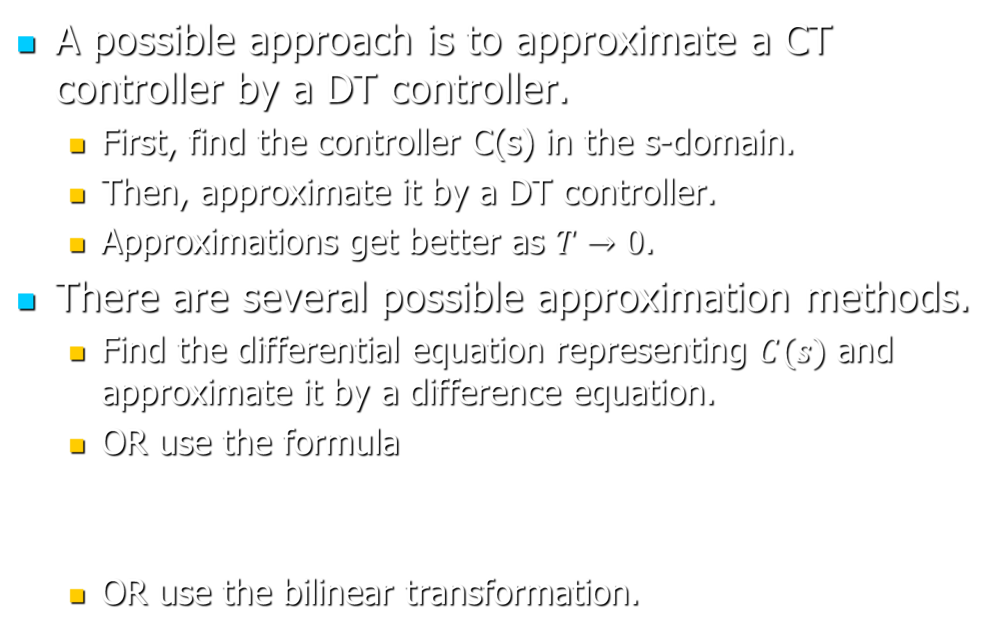 A possible approach is to approximate a CT
controller by a DT controller.
First, find the controller C(s) in the s-domain.
Then, approximate it by a DT controller.
Approximations get better as T → 0.
There are several possible approximation methods.
Find the differential equation representing C(s) and
approximate it by a difference equation.
OR use the formula
OR use the bilinear transformation.